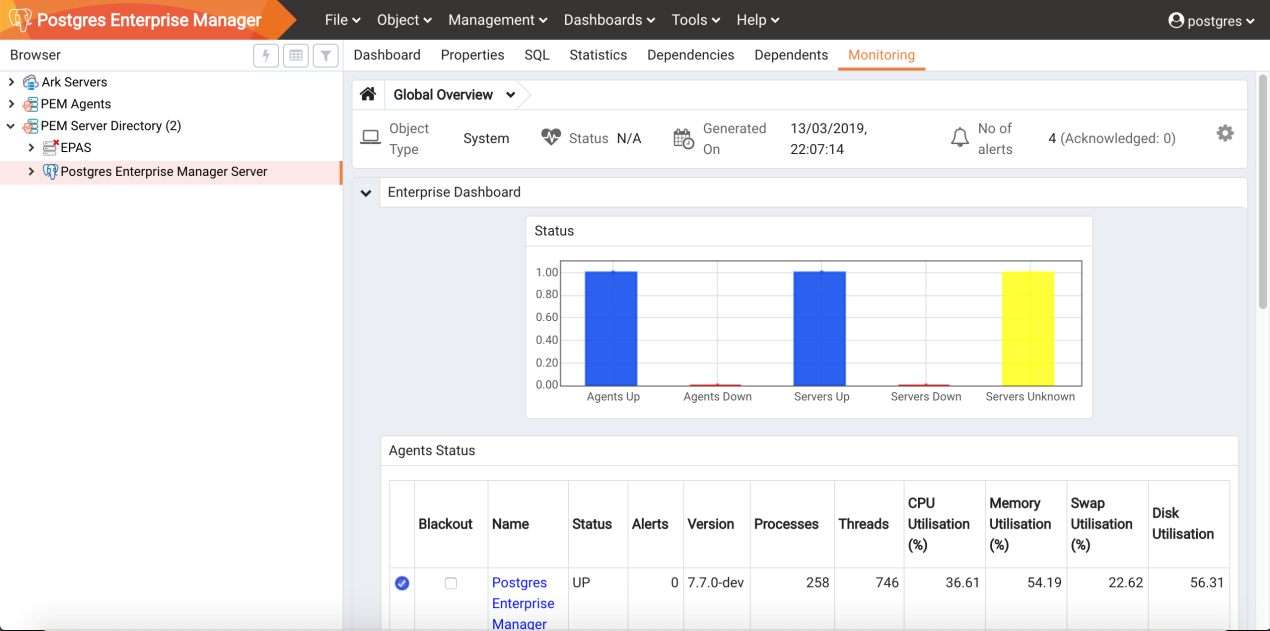 Postgres Enterprise Manager File Object Management Dashboards Tools Help postgres
Browser Dashboard Properties SQL Statistics Dependencies Dependents Monitoring
Ark Servers
PEM Agents
PEM Server Directory (2)
EPAS
Postgres Enterprise Manager Server
Global Overview
Object Type System Status N/A Generated On 13/03/2019, 22:07:14 No of alerts 4 (Acknowledged: 0)
Enterprise Dashboard
Status
1.00
0.80
0.60
0.40
0.20
0.00
Agents Up Agents Down Servers Up Servers Down Servers Unknown
Agents Status
Blackout Name Status Alerts Version Processes Threads CPU Utilisation (%) Memory Utilisation (%) Swap Utilisation (%) Disk Utilisation
Postgres UP 0 7.7.0-dev 258 746 36.61 54.19 22.62 56.31
Enterprise
Manager